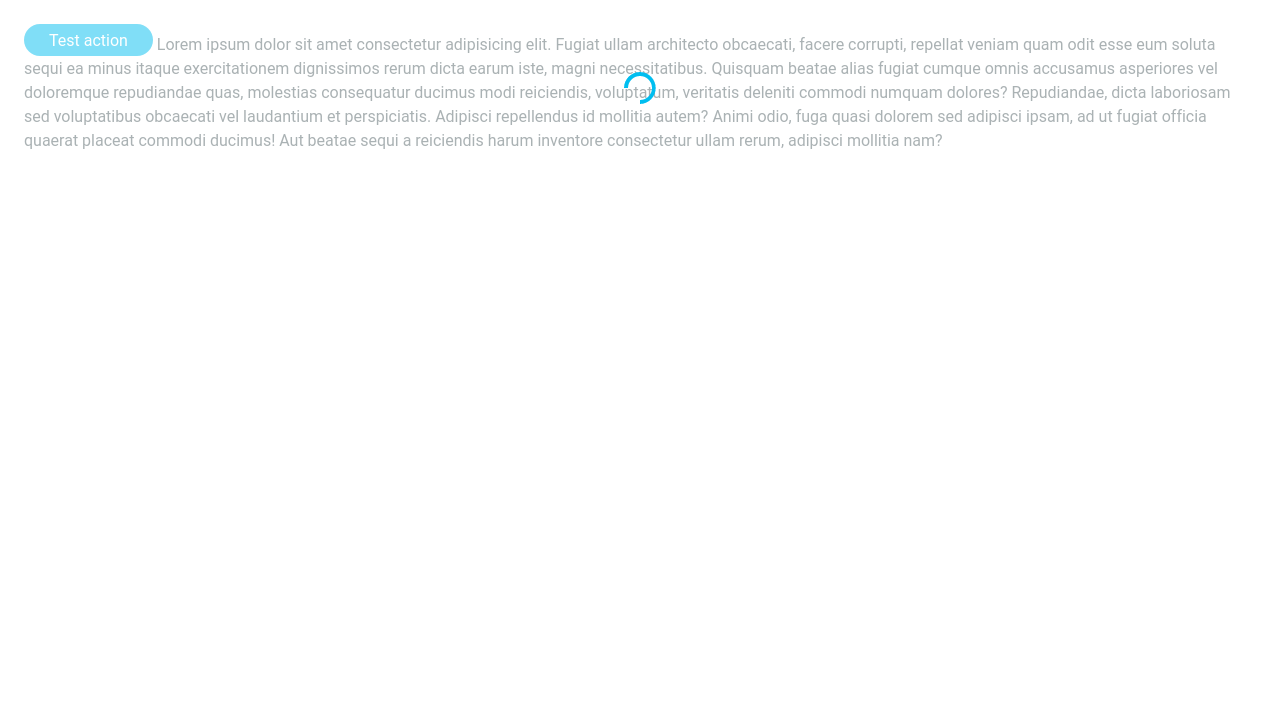 Test action Lorem ipsum dolor sit amet consectetur adipisicing elit. Fugiat ullam architecto obcaecati, facere corrupti, repellat veniam quam odit esse eum soluta
sequi ea minus itaque exercitationem dignissimos rerum dicta earum iste, magni necessitatibus. Quisquam beatae alias fugiat cumque omnis accusamus asperiores vel
doloremque repudiandae quas, molestias consequatur ducimus modi reiciendis, voluptatum, veritatis deleniti commodi numquam dolores? Repudiandae, dicta laboriosam
sed voluptatibus obcaecati vel laudantium et perspiciatis. Adipisci repellendus id mollitia autem? Animi odio, fuga quasi dolorem sed adipisci ipsam, ad ut fugiat officia
quaerat placeat commodi ducimus! Aut beatae sequi a reiciendis harum inventore consectetur ullam rerum, adipisci mollitia nam?